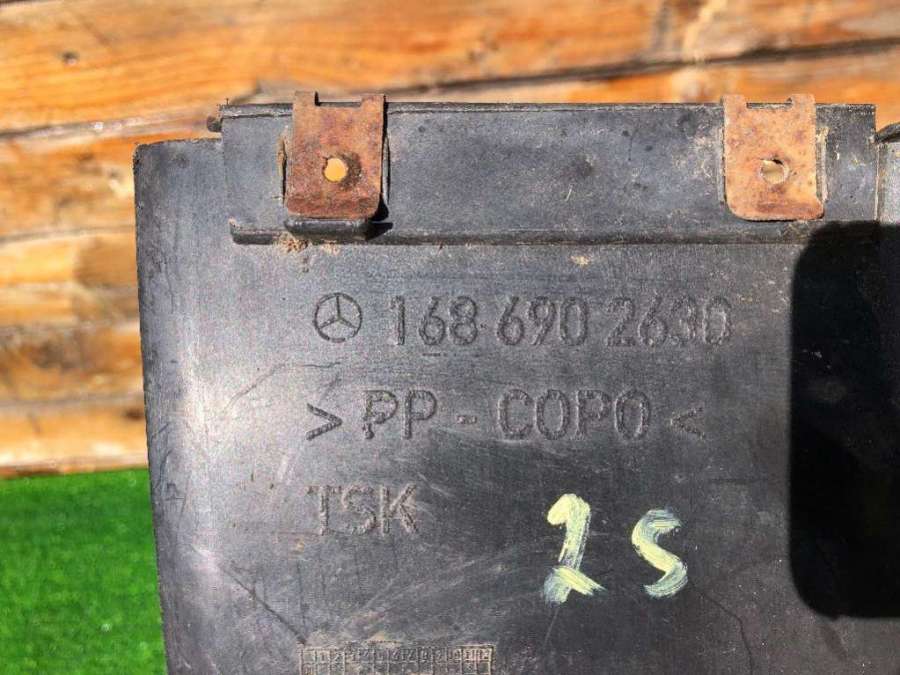 168 690 2630
> PP - COPO <
TSK
1S